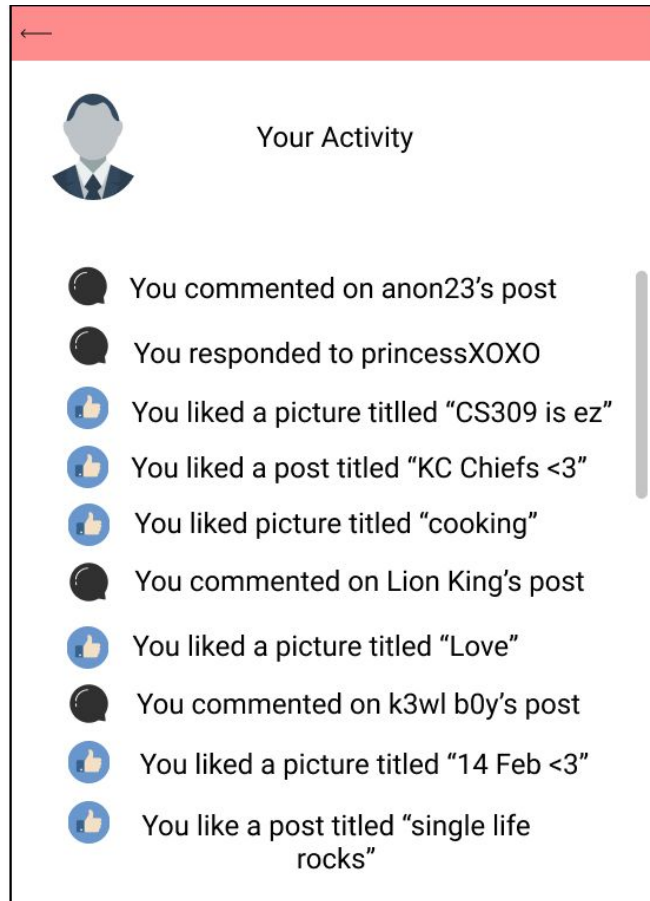 Your Activity
You commented on anon23’s post
You responded to princessXOXO
You liked a picture titlled “CS309 is ez”
You liked a post titled “KC Chiefs <3”
You liked picture titled “cooking”
You commented on Lion King’s post
You liked a picture titled “Love”
You commented on k3wl b0y’s post
You liked a picture titled “14 Feb <3”
You like a post titled “single life
rocks”